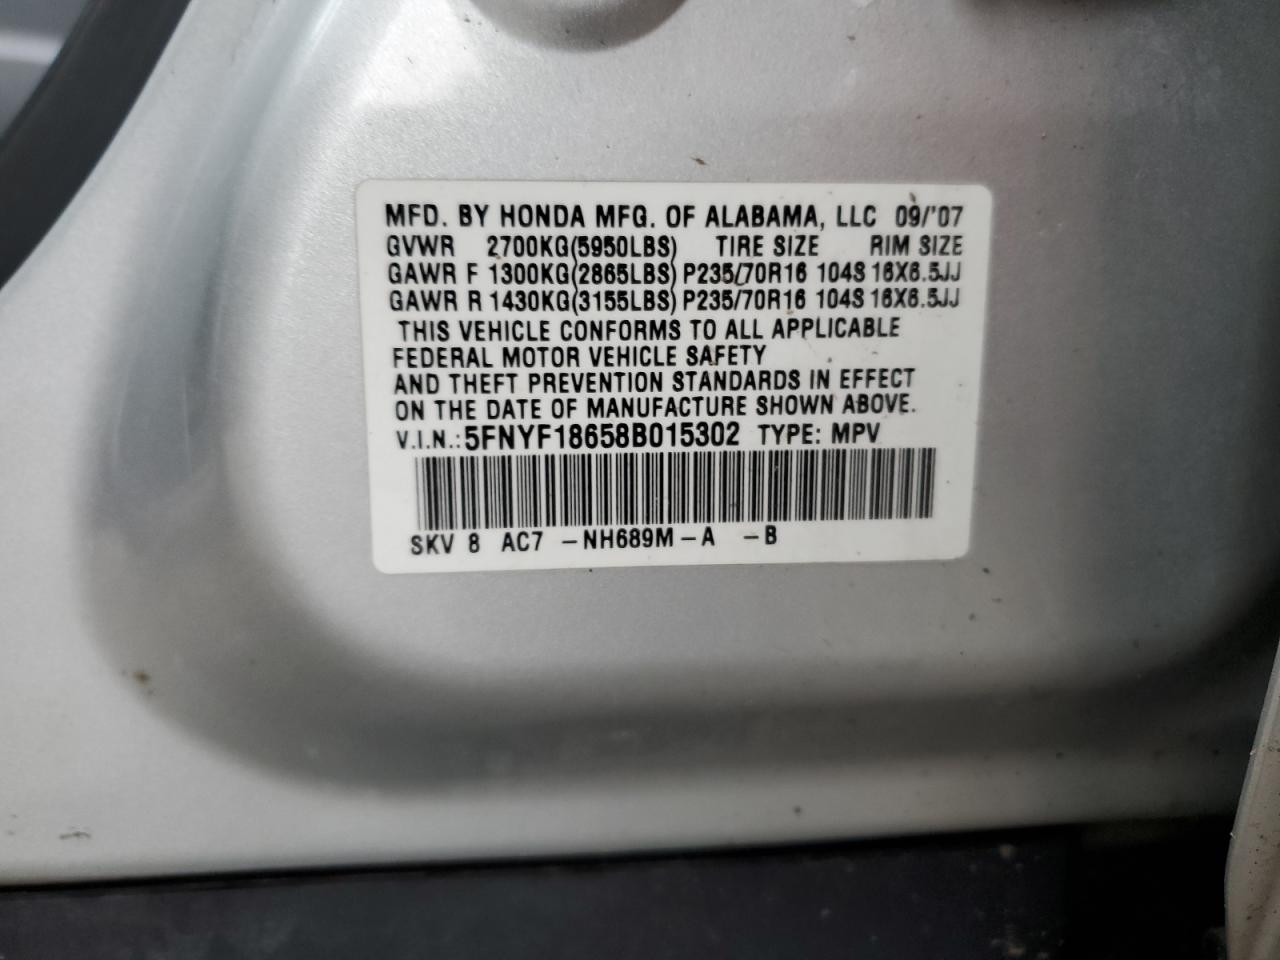 MFD. BY HONDA MFG. OF ALABAMA, LLC 09/'07
GVWR 2700KG(5950LBS) TIRE SIZE RIM SIZE
GAWR F 1300KG(2865LBS) P235/70R16 104S 16X6.5JJ
GAWR R 1430KG(3155LBS) P235/70R16 104S 16X6.5JJ
THIS VEHICLE CONFORMS TO ALL APPLICABLE
FEDERAL MOTOR VEHICLE SAFETY
AND THEFT PREVENTION STANDARDS IN EFFECT
ON THE DATE OF MANUFACTURE SHOWN ABOVE.
V.I.N.: 5FNYF18658B015302 TYPE: MPV
SKV 8 AC7 -NH689M-A -B